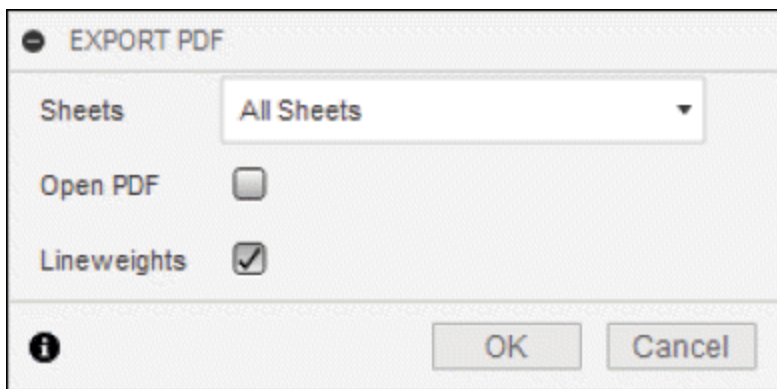 EXPORT PDF
Sheets All Sheets
Open PDF
Lineweights
OK Cancel